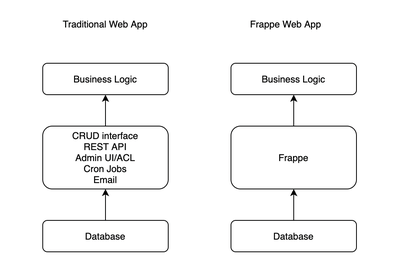 Traditional Web App
Business Logic
CRUD interface
REST API
Admin UI/ACL
Cron Jobs
Email
Database
Frappe Web App
Business Logic
Frappe
Database